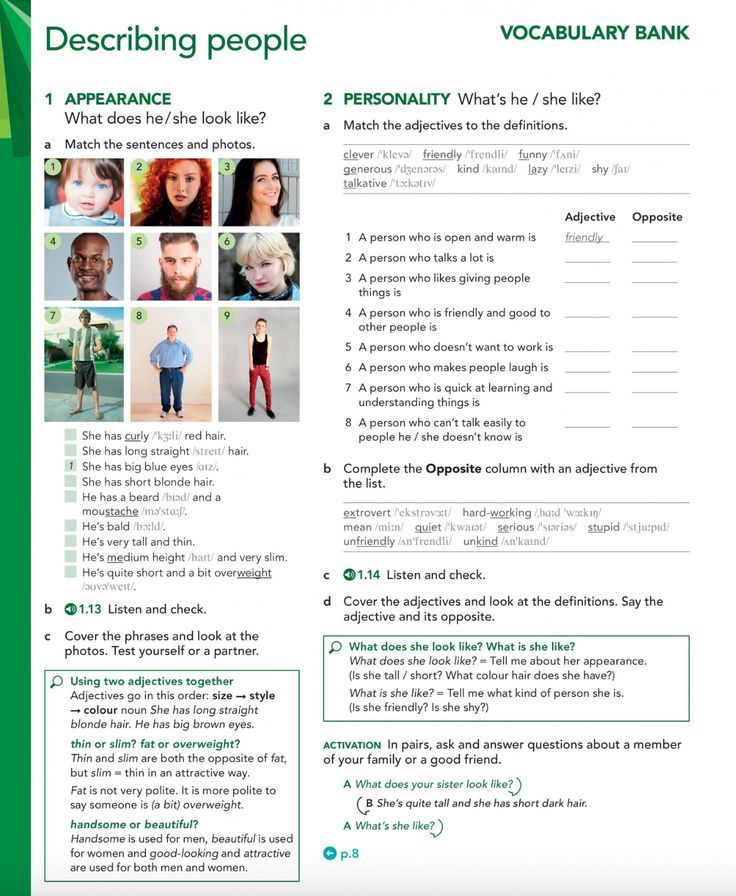 Describing people
VOCABULARY BANK
1 APPEARANCE
What does he/she look like?
a Match the sentences and photos.
1
2
3
4
5
6
7
8
9
She has curly /ˈkɜːli/ red hair.
She has long straight /streɪt/ hair.
1 She has big blue eyes /aɪz/.
She has short blonde hair.
He has a beard /bɪəd/ and a
moustache /məˈstɑːʃ/.
He's bald /bɔːld/.
He's very tall and thin.
He's medium height /haɪt/ and very slim.
He's quite short and a bit overweight
/əʊvəˈweɪt/.
b 1.13 Listen and check.
c Cover the phrases and look at the
photos. Test yourself or a partner.
Using two adjectives together
Adjectives go in this order: size → style
→ colour noun She has long straight
blonde hair. He has big brown eyes.
thin or slim? fat or overweight?
Thin and slim are both the opposite of fat,
but slim = thin in an attractive way.
Fat is not very polite. It is more polite to
say someone is (a bit) overweight.
handsome or beautiful?
Handsome is used for men, beautiful is used
for women and good-looking and attractive
are used for both men and women.
2 PERSONALITY What's he / she like?
a Match the adjectives to the definitions.
clever /ˈklevə/ friendly /ˈfrendli/ funny /ˈfʌni/
generous /ˈdʒenərəs/ kind /kaɪnd/ lazy /ˈleɪzi/ shy /ʃaɪ/
talkative /ˈtɔːkətɪv/
Adjective Opposite
1 A person who is open and warm is friendly
2 A person who talks a lot is
3 A person who likes giving people
things is
4 A person who is friendly and good to
other people is
5 A person who doesn't want to work is
6 A person who makes people laugh is
7 A person who is quick at learning and
understanding things is
8 A person who can't talk easily to
people he / she doesn't know is
b Complete the Opposite column with an adjective from
the list.
extrovert /ˈekstrəvɜːt/ hard-working /ˌhɑːd ˈwɜːkɪŋ/
mean /miːn/ quiet /ˈkwaɪət/ serious /ˈsɪəriəs/ stupid /ˈstjuːpɪd/
unfriendly /ʌnˈfrendli/ unkind /ʌnˈkaɪnd/
c 1.14 Listen and check.
d Cover the adjectives and look at the definitions. Say the
adjective and its opposite.
What does she look like? What is she like?
What does she look like? = Tell me about her appearance.
(Is she tall / short? What colour hair does she have?)
What is she like? = Tell me what kind of person she is.
(Is she friendly? Is she shy?)
ACTIVATION In pairs, ask and answer questions about a member
of your family or a good friend.
A What does your sister look like?
B She's quite tall and she has short dark hair.
A What's she like?
p.8